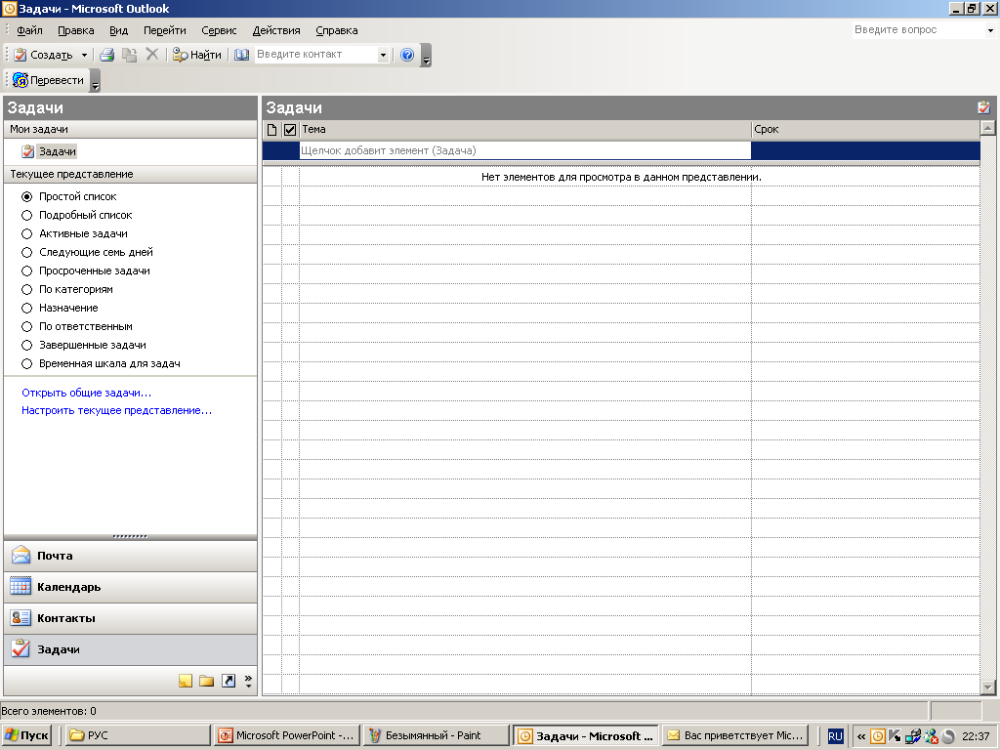 Задачи - Microsoft Outlook
Файл Правка Вид Перейти Сервис Действия Справка Введите вопрос
Создать Найти Введите контакт
Перевести
Задачи
Мои задачи
Задачи
Текущее представление
Простой список
Подробный список
Активные задачи
Следующие семь дней
Просроченные задачи
По категориям
Назначение
По ответственным
Завершенные задачи
Временная шкала для задач
Открыть общие задачи...
Настроить текущее представление...
Почта
Календарь
Контакты
Задачи
Задачи
Тема Срок
Щелчок добавит элемент (Задача)
Нет элементов для просмотра в данном представлении.
Всего элементов: 0
Пуск РУС Microsoft PowerPoint -... Безымянный - Paint Задачи - Microsoft ... Вас приветствует Mic... RU « 22:37